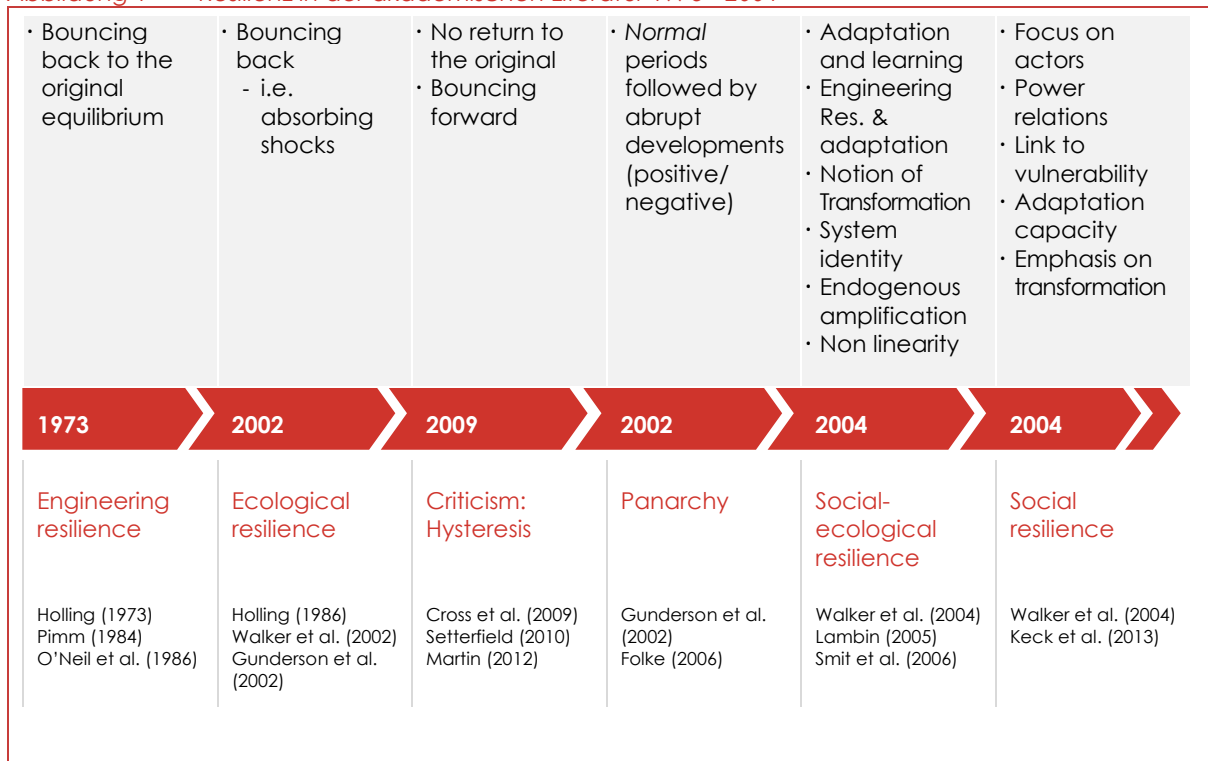 Abbildung Resilienz in der akademischen Literatur
· Bouncing
back to the
original
equilibrium
· Bouncing
back
- i.e.
absorbing
shocks
· No return to
the original
· Bouncing
forward
· Normal
periods
followed by
abrupt
developments
(positive/
negative)
· Adaptation
and learning
· Engineering
Res. &
adaptation
· Notion of
Transformation
· System
identity
· Endogenous
amplification
· Non linearity
· Focus on
actors
· Power
relations
· Link to
vulnerability
· Adaptation
capacity
· Emphasis on
transformation
1973
2002
2009
2002
2004
2004
Engineering
resilience
Ecological
resilience
Criticism:
Hysteresis
Panarchy
Social-
ecological
resilience
Social
resilience
Holling (1973)
Pimm (1984)
O'Neil et al. (1986)
Holling (1986)
Walker et al. (2002)
Gunderson et al.
(2002)
Cross et al. (2009)
Setterfield (2010)
Martin (2012)
Gunderson et al.
(2002)
Folke (2006)
Walker et al. (2004)
Lambin (2005)
Smit et al. (2006)
Walker et al. (2004)
Keck et al. (2013)